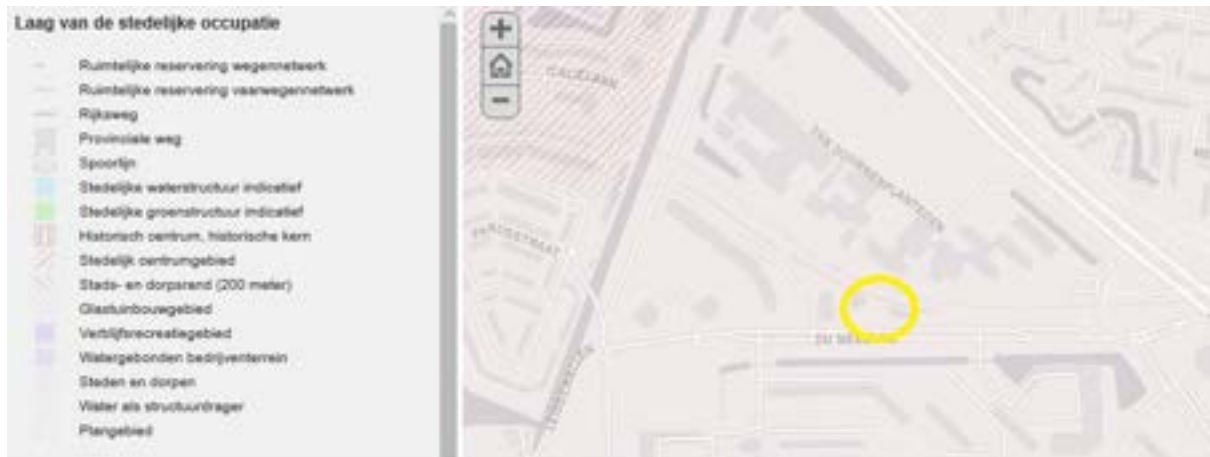 Laag van de stedelijke occupatie
Ruimtelijke reservering wegennetwerk
Ruimtelijke reservering vaarwegennetwerk
Rijksweg
Provinciale weg
Spoorlijn
Stedelijke waterstructuur indicatief
Stedelijke groenstructuur indicatief
Historisch centrum, historische kern
Stedelijk centrumgebied
Stads- en dorpsrand (200 meter)
Glastuinbouwgebied
Verblijfsrecreatiegebied
Watergebonden bedrijventerrein
Steden en dorpen
Water als structuurdrager
Plangebied